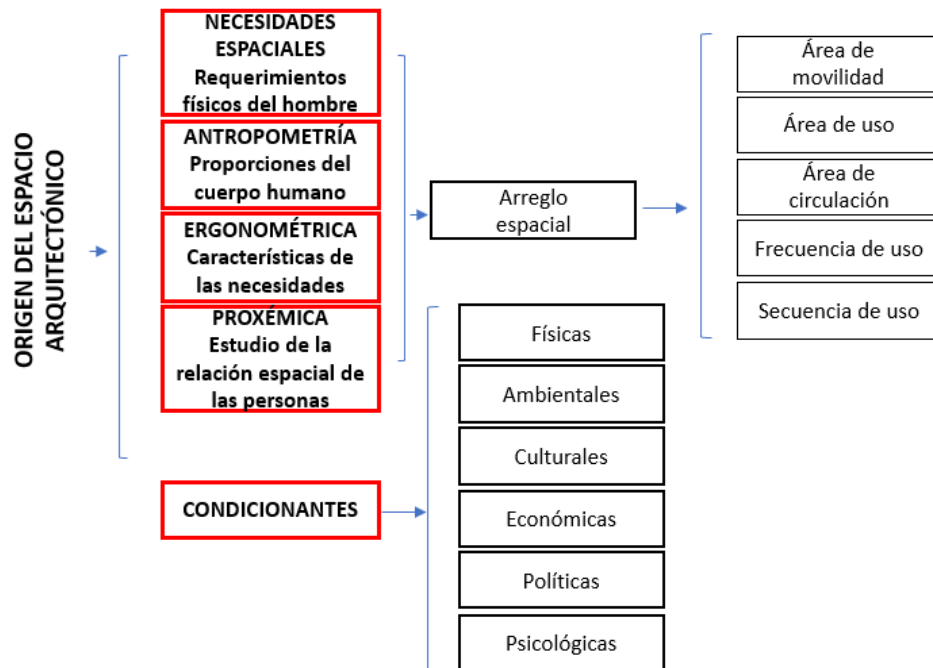 ORIGEN DEL ESPACIO
ARQUITECTÓNICO
NECESIDADES
ESPACIALES
Requerimientos
físicos del hombre
ANTROPOMETRÍA
Proporciones del
cuerpo humano
ERGONOMÉTRICA
Características de
las necesidades
PROXÉMICA
Estudio de la
relación espacial de
las personas
CONDICIONANTES
Arreglo
espacial
Físicas
Ambientales
Culturales
Económicas
Políticas
Psicológicas
Área de
movilidad
Área de uso
Área de
circulación
Frecuencia de uso
Secuencia de uso